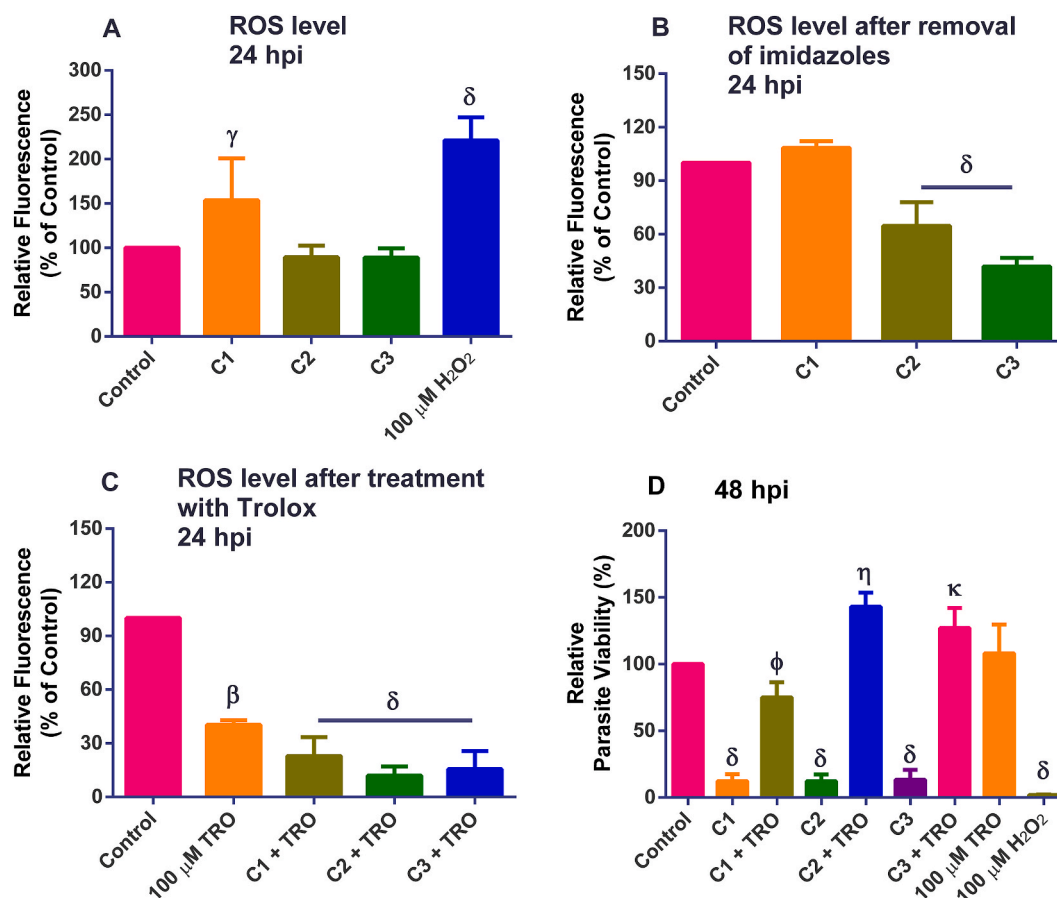 A
ROS level
24 hpi
Relative Fluorescence
(% of Control)
300
250
200
150
100
50
0
γ
δ
Control
C1
C2
C3
100 μM H₂O₂
B
ROS level after removal
of imidazoles
24 hpi
Relative Fluorescence
(% of Control)
150
120
90
60
30
0
δ
Control
C1
C2
C3
C
ROS level after treatment
with Trolox
24 hpi
Relative Fluorescence
(% of Control)
150
120
90
60
30
0
β
δ
Control
100 μM TRO
C1 + TRO
C2 + TRO
C3 + TRO
D
48 hpi
Relative
Parasite Viability (%)
200
150
100
50
0
δ
ϕ
δ
η
δ
κ
δ
Control
C1
C1 + TRO
C2
C2 + TRO
C3
C3 + TRO
100 μM TRO
100 μM H₂O₂